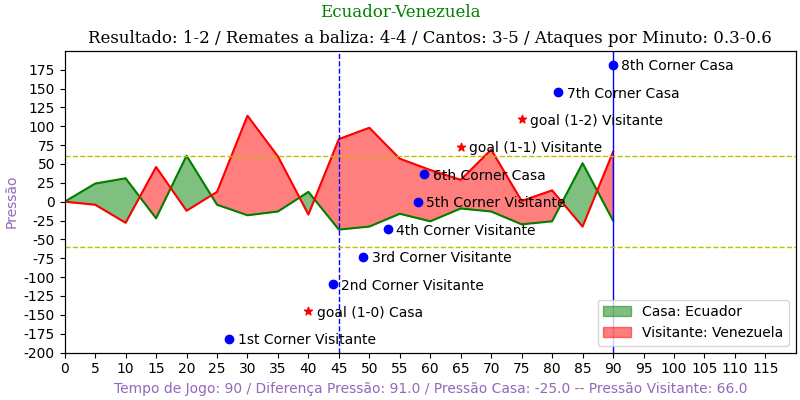 Ecuador-Venezuela
Resultado: 1-2 / Remates a baliza: 4-4 / Cantos: 3-5 / Ataques por Minuto: 0.3-0.6
175
150
125
100
75
50
25
0
-25
-50
-75
-100
-125
-150
-175
-200
Pressão
8th Corner Casa
7th Corner Casa
goal (1-2) Visitante
goal (1-1) Visitante
6th Corner Casa
5th Corner Visitante
4th Corner Visitante
3rd Corner Visitante
2nd Corner Visitante
goal (1-0) Casa
1st Corner Visitante
Casa: Ecuador
Visitante: Venezuela
0 5 10 15 20 25 30 35 40 45 50 55 60 65 70 75 80 85 90 95 100 105 110 115
Tempo de Jogo: 90 / Diferença Pressão: 91.0 / Pressão Casa: -25.0 -- Pressão Visitante: 66.0